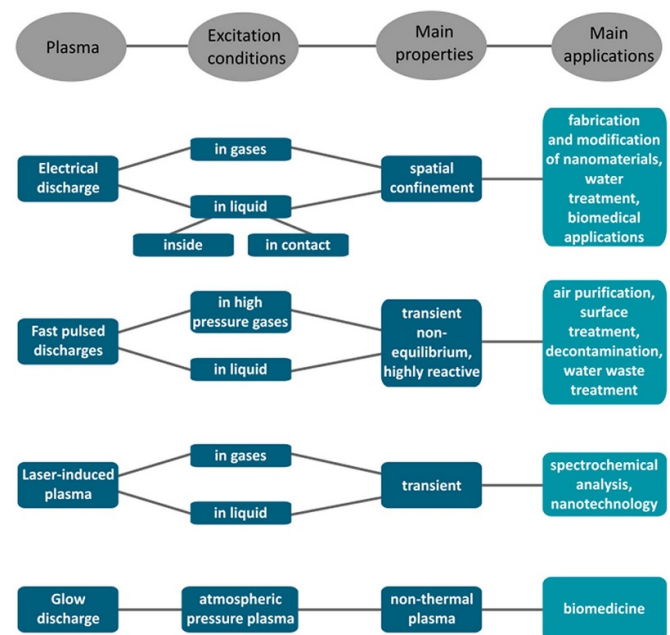 Plasma
Excitation
conditions
Main
properties
Main
applications
Electrical
discharge
in gases
in liquid
inside
in contact
spatial
confinement
fabrication
and modification
of nanomaterials,
water
treatment,
biomedical
applications
Fast pulsed
discharges
in high
pressure gases
in liquid
transient
non-
equilibrium,
highly reactive
air purification,
surface
treatment,
decontamination,
water waste
treatment
Laser-induced
plasma
in gases
in liquid
transient
spectrochemical
analysis,
nanotechnology
Glow
discharge
atmospheric
pressure plasma
non-thermal
plasma
biomedicine